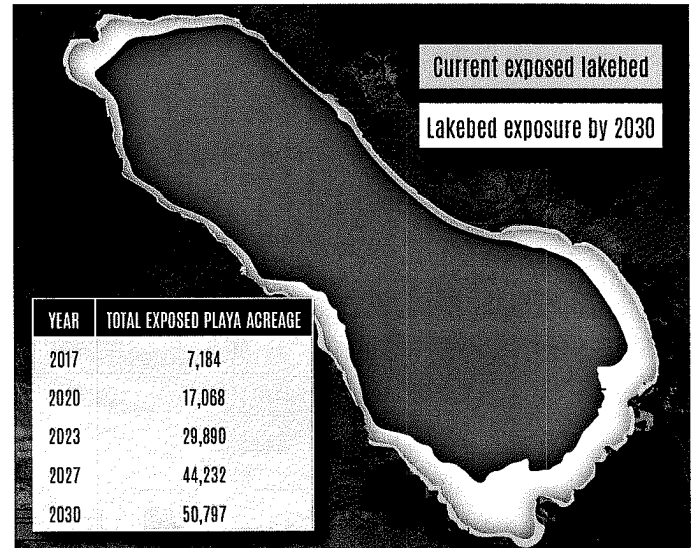 Current exposed lakebed
Lakebed exposure by 2030
YEAR TOTAL EXPOSED PLAYA ACREAGE
2017 7,184
2020 17,068
2023 29,890
2027 44,232
2030 50,797